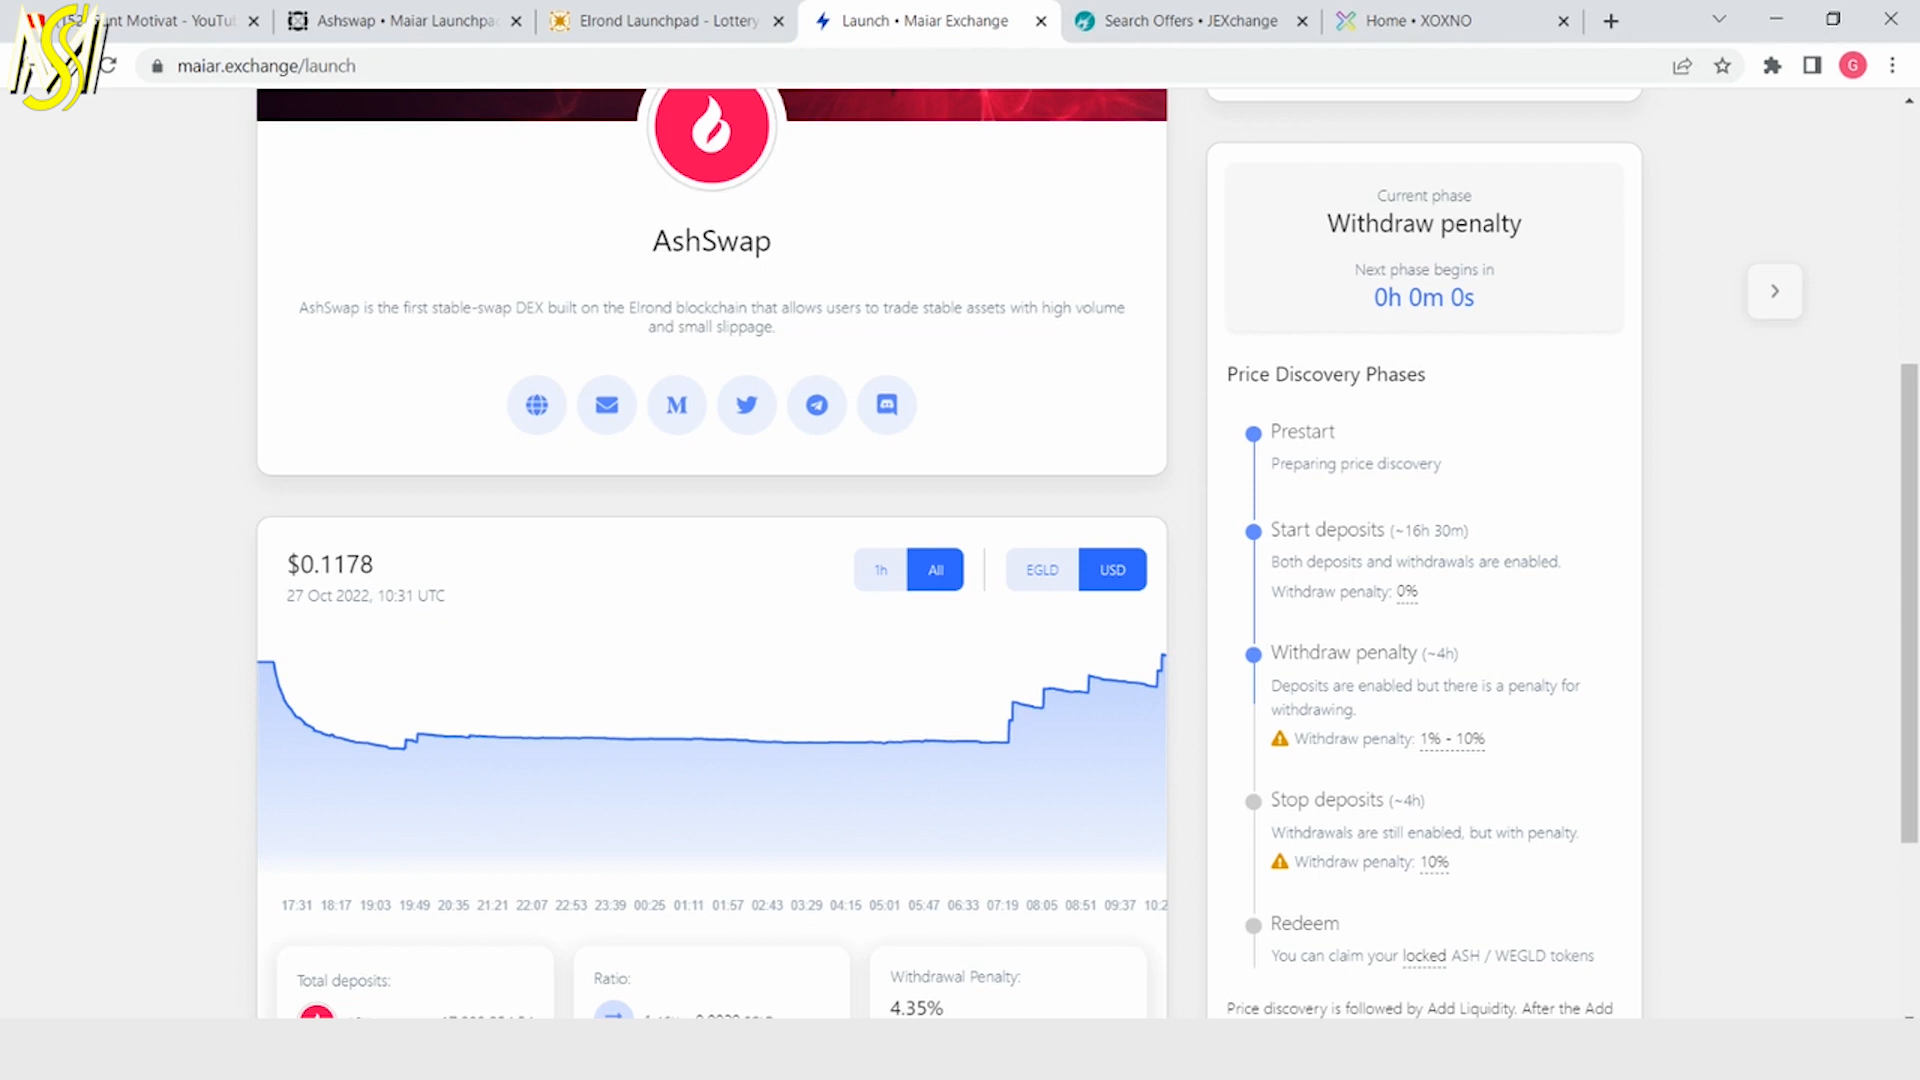 unt Motivat - YouTu
Ashswap • Maiar Launchpa
Elrond Launchpad - Lottery
Launch • Maiar Exchange
Search Offers • JEXchange
Home • XOXNO
maiar.exchange/launch
G
AshSwap
AshSwap is the first stable-swap DEX built on the Elrond blockchain that allows users to trade stable assets with high volume
and small slippage.
M
$0.1178
27 Oct 2022, 10:31 UTC
1h All
EGLD USD
17:31 18:17 19:03 19:49 20:35 21:21 22:07 22:53 23:39 00:25 01:11 01:57 02:43 03:29 04:15 05:01 05:47 06:33 07:19 08:05 08:51 09:37 10:2
Total deposits:
Ratio:
Withdrawal Penalty:
4.35%
Current phase
Withdraw penalty
Next phase begins in
0h 0m 0s
Price Discovery Phases
Prestart
Preparing price discovery
Start deposits (~16h 30m)
Both deposits and withdrawals are enabled.
Withdraw penalty: 0%
Withdraw penalty (~4h)
Deposits are enabled but there is a penalty for
withdrawing.
Withdraw penalty: 1% - 10%
Stop deposits (~4h)
Withdrawals are still enabled, but with penalty.
Withdraw penalty: 10%
Redeem
You can claim your locked ASH / WEGLD tokens
Price discovery is followed by Add Liquidity. After the Add